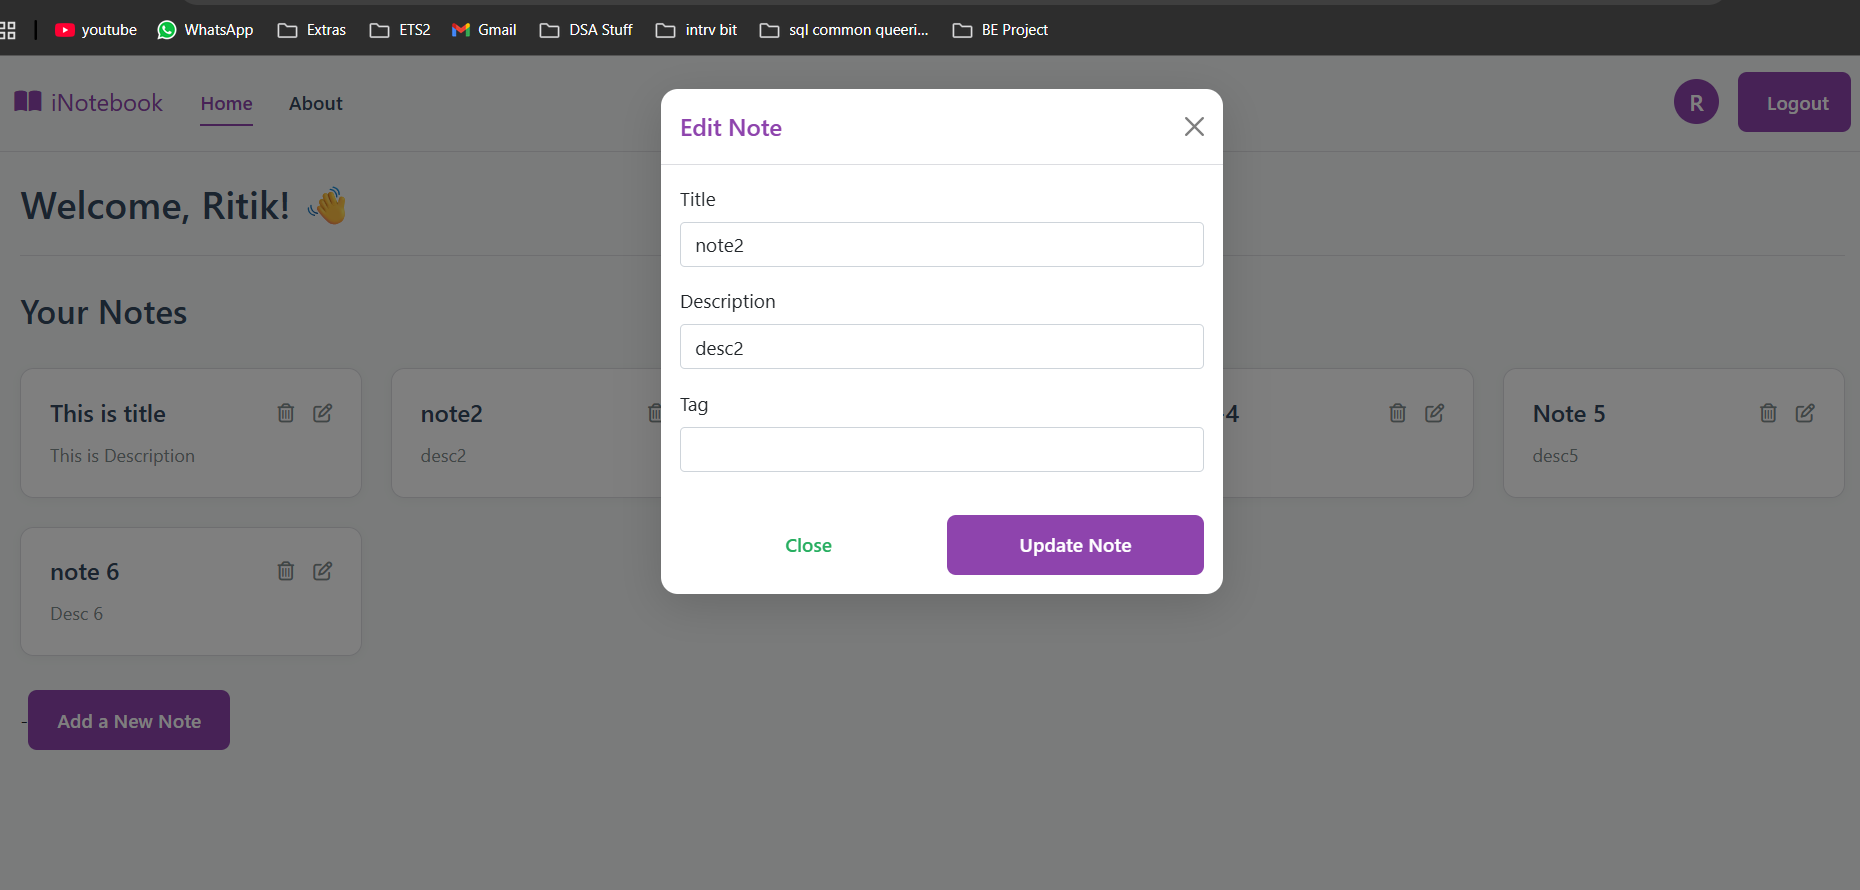 youtube WhatsApp Extras ETS2 Gmail DSA Stuff intrv bit sql common queeri... BE Project
iNotebook Home About R Logout
Welcome, Ritik! 👋
Your Notes
This is title
This is Description
note2
desc2
-4
Note 5
desc5
note 6
Desc 6
- Add a New Note
Edit Note
Title
note2
Description
desc2
Tag
Close Update Note